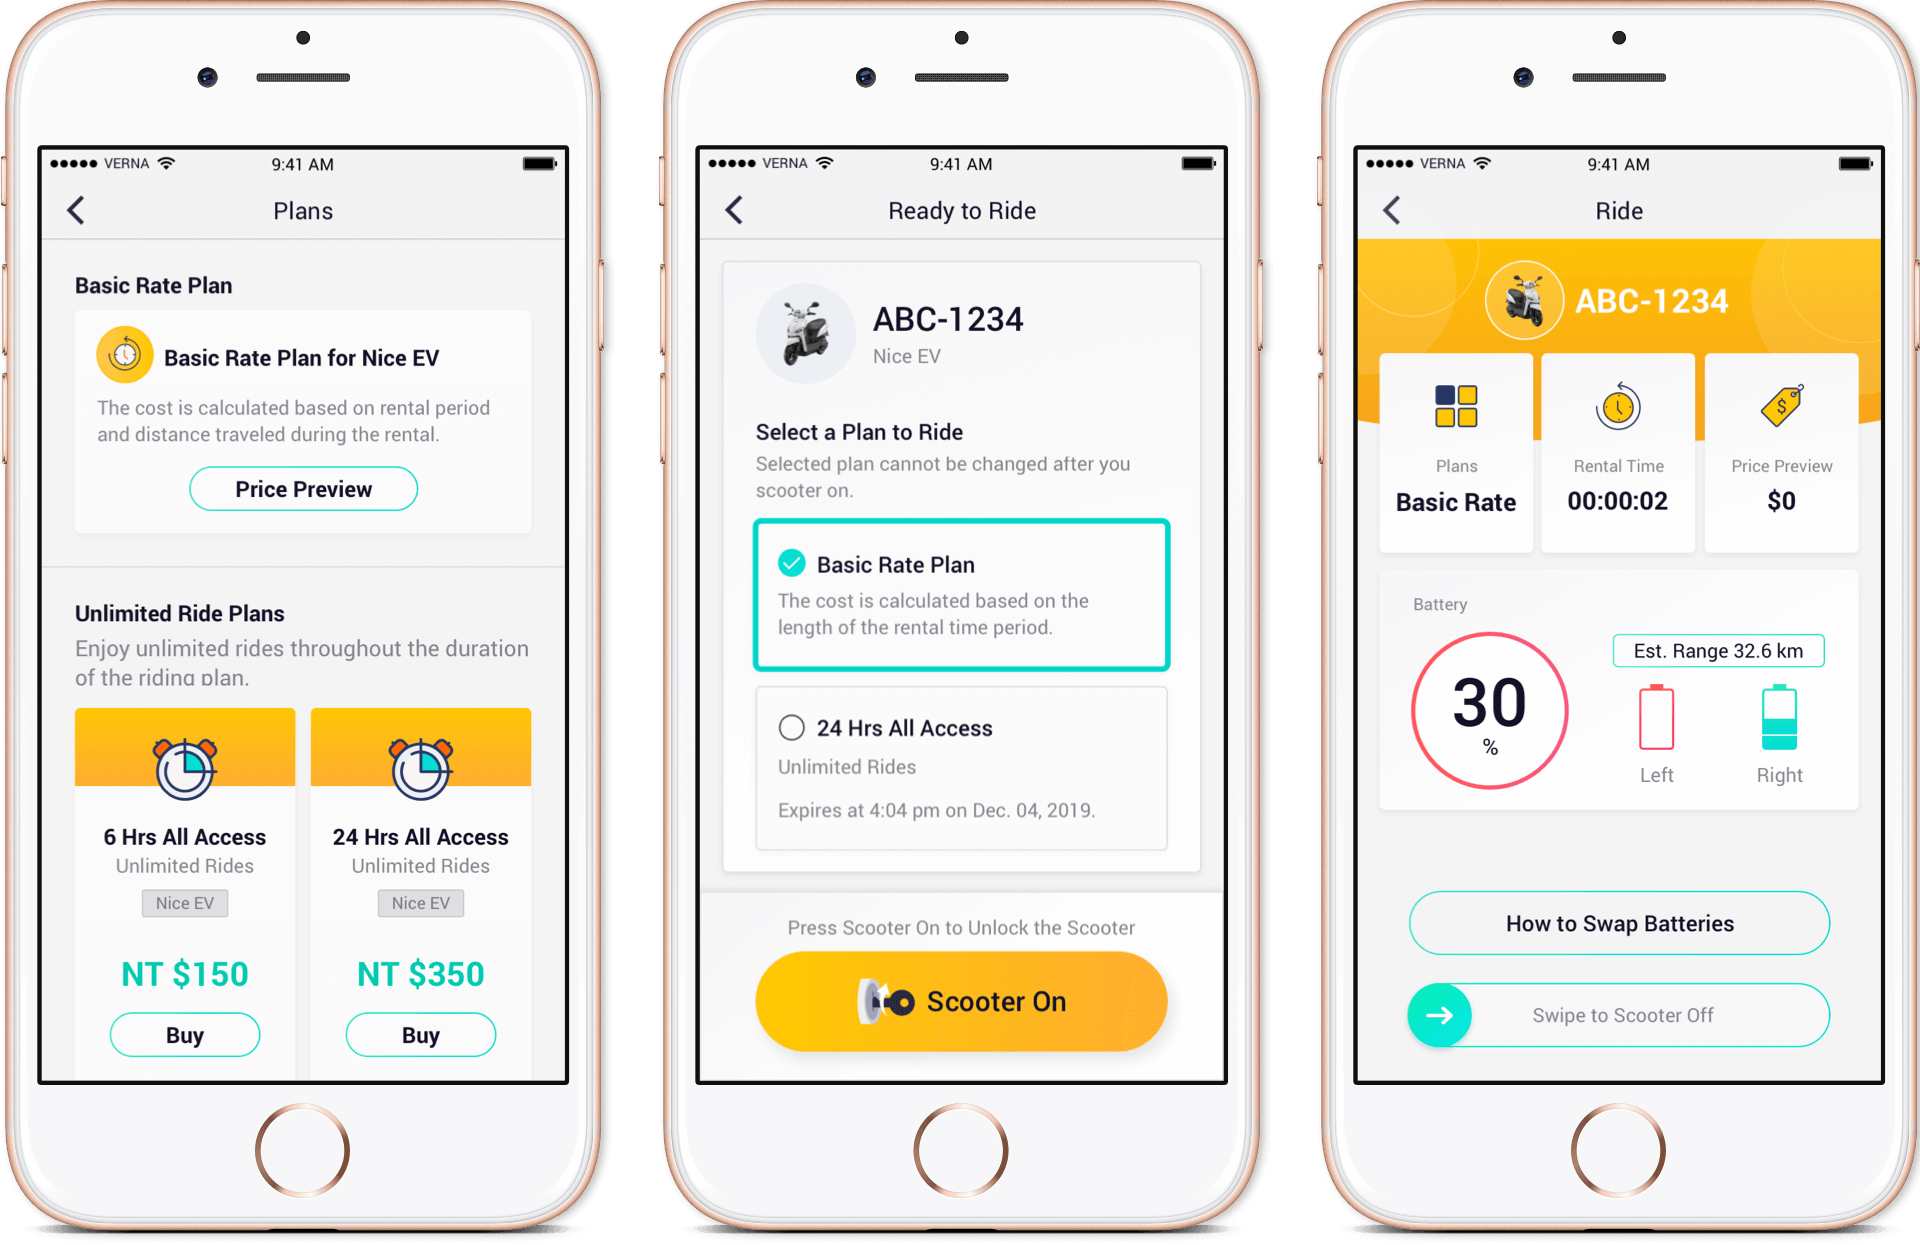 VERNA
9:41 AM
Plans
Basic Rate Plan
Basic Rate Plan for Nice EV
The cost is calculated based on rental period
and distance traveled during the rental.
Price Preview
Unlimited Ride Plans
Enjoy unlimited rides throughout the duration
of the riding plan.
6 Hrs All Access
Unlimited Rides
Nice EV
NT $150
Buy
24 Hrs All Access
Unlimited Rides
Nice EV
NT $350
Buy
VERNA
9:41 AM
Ready to Ride
ABC-1234
Nice EV
Select a Plan to Ride
Selected plan cannot be changed after you
scooter on.
Basic Rate Plan
The cost is calculated based on the
length of the rental time period.
24 Hrs All Access
Unlimited Rides
Expires at 4:04 pm on Dec. 04, 2019.
Press Scooter On to Unlock the Scooter
Scooter On
VERNA
9:41 AM
Ride
ABC-1234
Plans
Basic Rate
Rental Time
00:00:02
$
Price Preview
$0
Battery
30
%
Est. Range 32.6 km
Left
Right
How to Swap Batteries
Swipe to Scooter Off